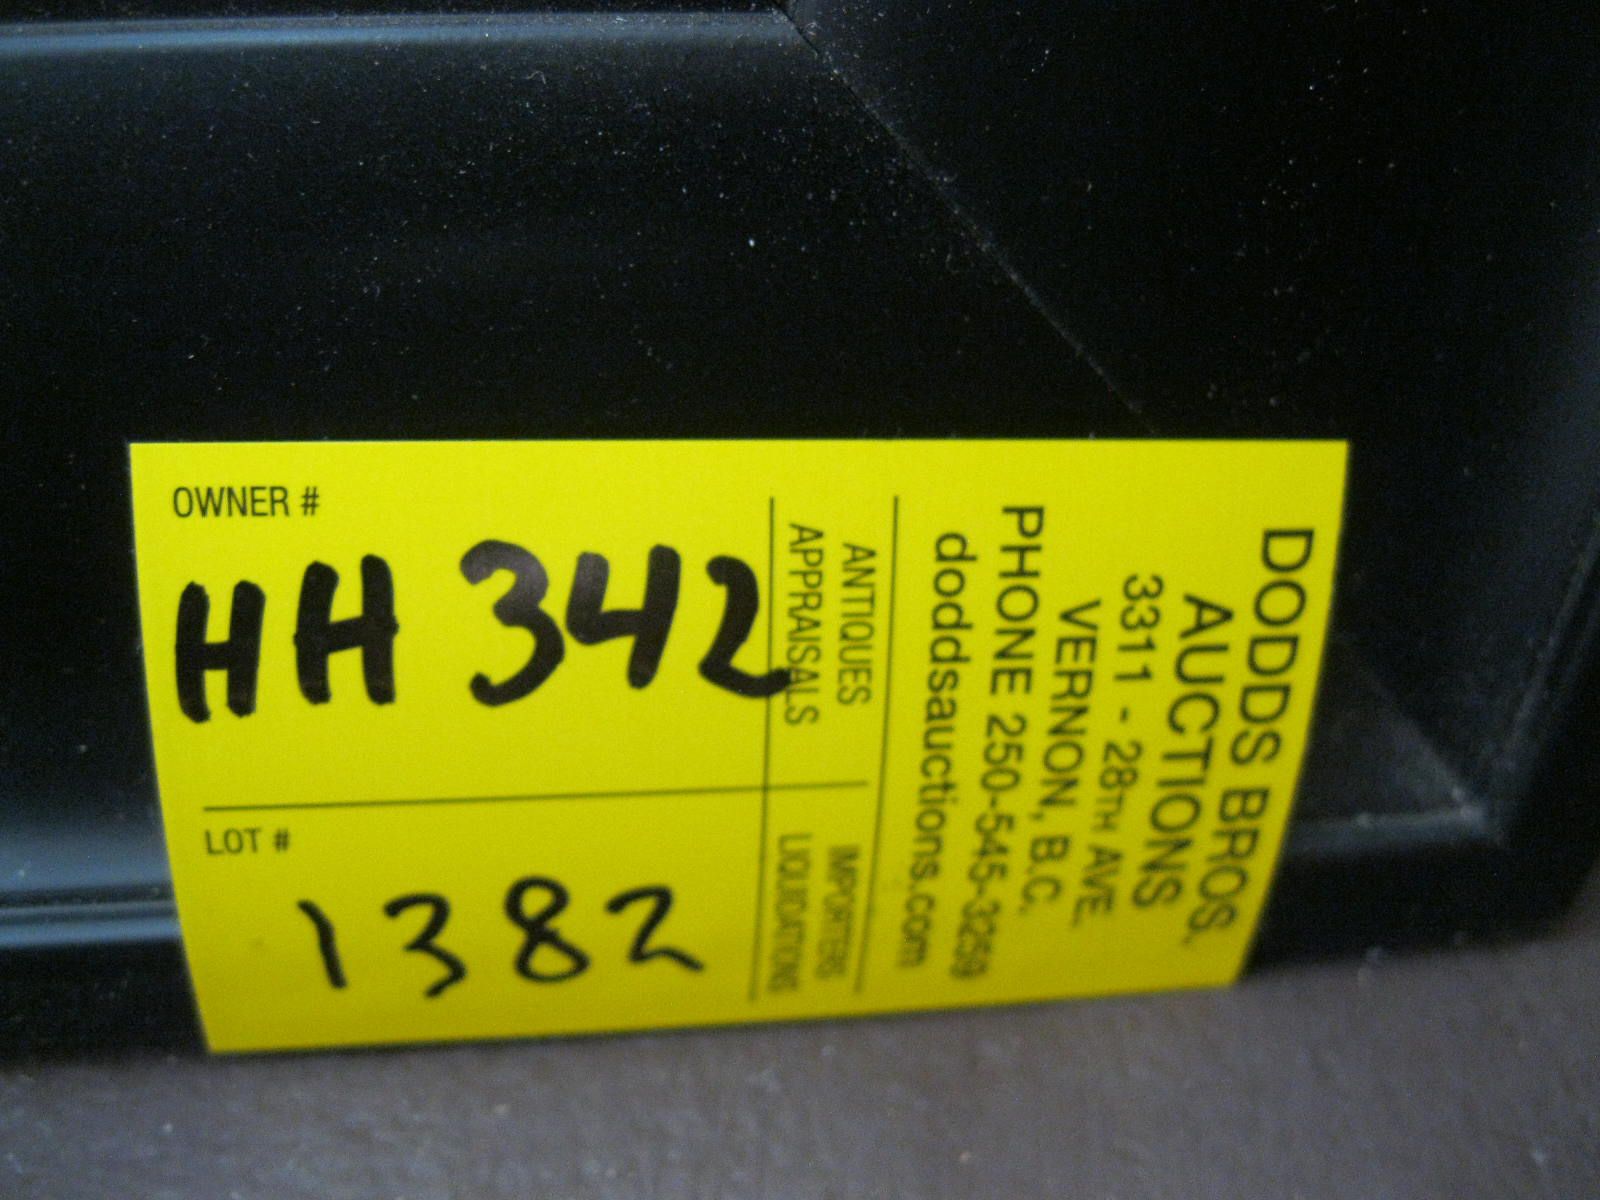 OWNER #
HH 342
LOT #
1382
ANTIQUES
APPRAISALS
IMPORTERS
LIQUIDATIONS
DODDS BROS.
AUCTIONS
3311 - 28TH AVE.
VERNON, B.C.
PHONE 250-545-3259
doddsauctions.com